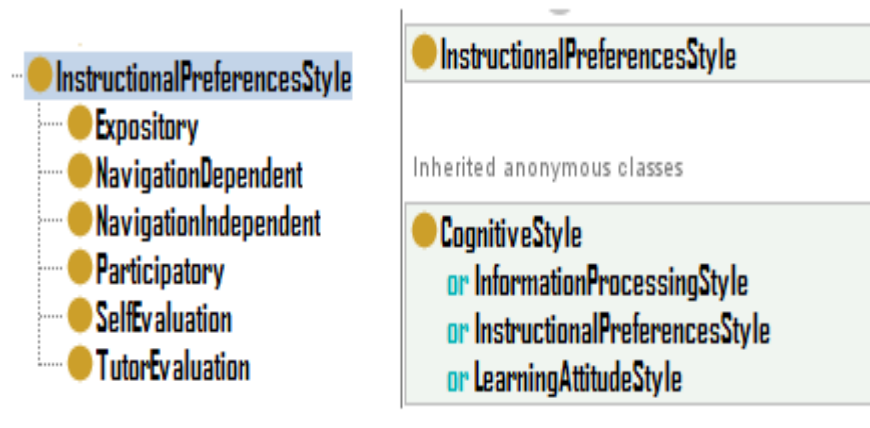 InstructionalPreferencesStyle
Expository
NavigationDependent
NavigationIndependent
Participatory
SelfEvaluation
TutorEvaluation
InstructionalPreferencesStyle
Inherited anonymous classes
CognitiveStyle
or InformationProcessingStyle
or InstructionalPreferencesStyle
or LearningAttitudeStyle